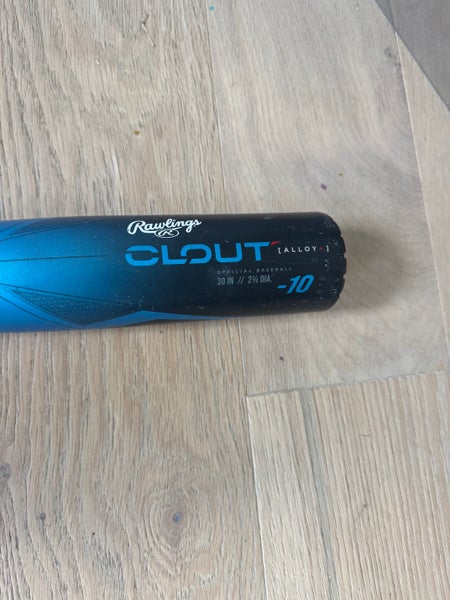 Rawlings
R
CLOUT [ALLOY]
OFFICIAL BASEBALL
30 IN // 2¾ DIA.
-10